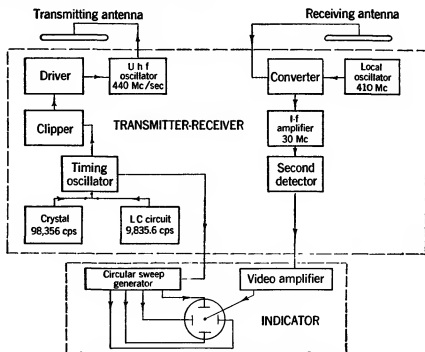 Transmitting antenna
Receiving antenna
Driver
U h f
oscillator
440 Mc/sec
Converter
Local
oscillator
410 Mc
Clipper
TRANSMITTER-RECEIVER
I-f
amplifier
30 Mc
Timing
oscillator
Second
detector
Crystal
98,356 cps
L C circuit
9,835.6 cps
Circular sweep
generator
Video amplifier
INDICATOR